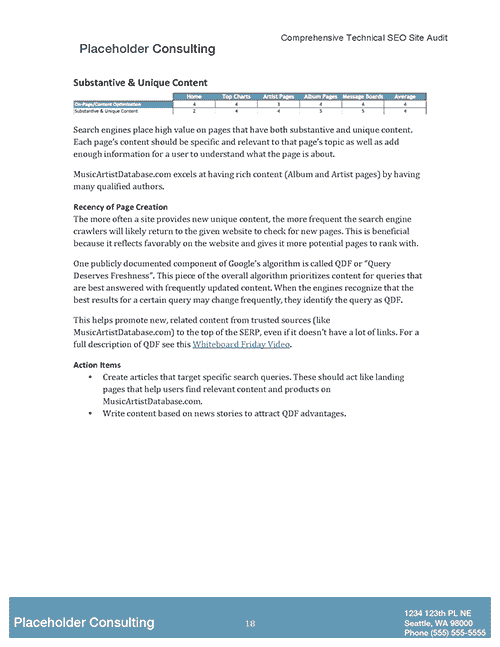 Comprehensive Technical SEO Site Audit
Placeholder Consulting
Substantive & Unique Content
Home Top Charts Artist Pages Album Pages Message Boards Average
On-Page/Content Optimization 4 4 3 4 4 4
Substantive & Unique Content 2 4 4 5 5 4
Search engines place high value on pages that have both substantive and unique content.
Each page's content should be specific and relevant to that page's topic as well as add
enough information for a user to understand what the page is about.
MusicArtistDatabase.com excels at having rich content (Album and Artist pages) by having
many qualified authors.
Recency of Page Creation
The more often a site provides new unique content, the more frequent the search engine
crawlers will likely return to the given website to check for new pages. This is beneficial
because it reflects favorably on the website and gives it more potential pages to rank with.
One publicly documented component of Google's algorithm is called QDF or "Query
Deserves Freshness". This piece of the overall algorithm prioritizes content for queries that
are best answered with frequently updated content. When the engines recognize that the
best results for a certain query may change frequently, they identify the query as QDF.
This helps promote new, related content from trusted sources (like
MusicArtistDatabase.com) to the top of the SERP, even if it doesn't have a lot of links. For a
full description of QDF see this Whiteboard Friday Video.
Action Items
• Create articles that target specific search queries. These should act like landing
pages that help users find relevant content and products on
MusicArtistDatabase.com.
• Write content based on news stories to attract QDF advantages.
Placeholder Consulting
18
1234 123th PL NE
Seattle, WA 98000
Phone (555) 555-5555